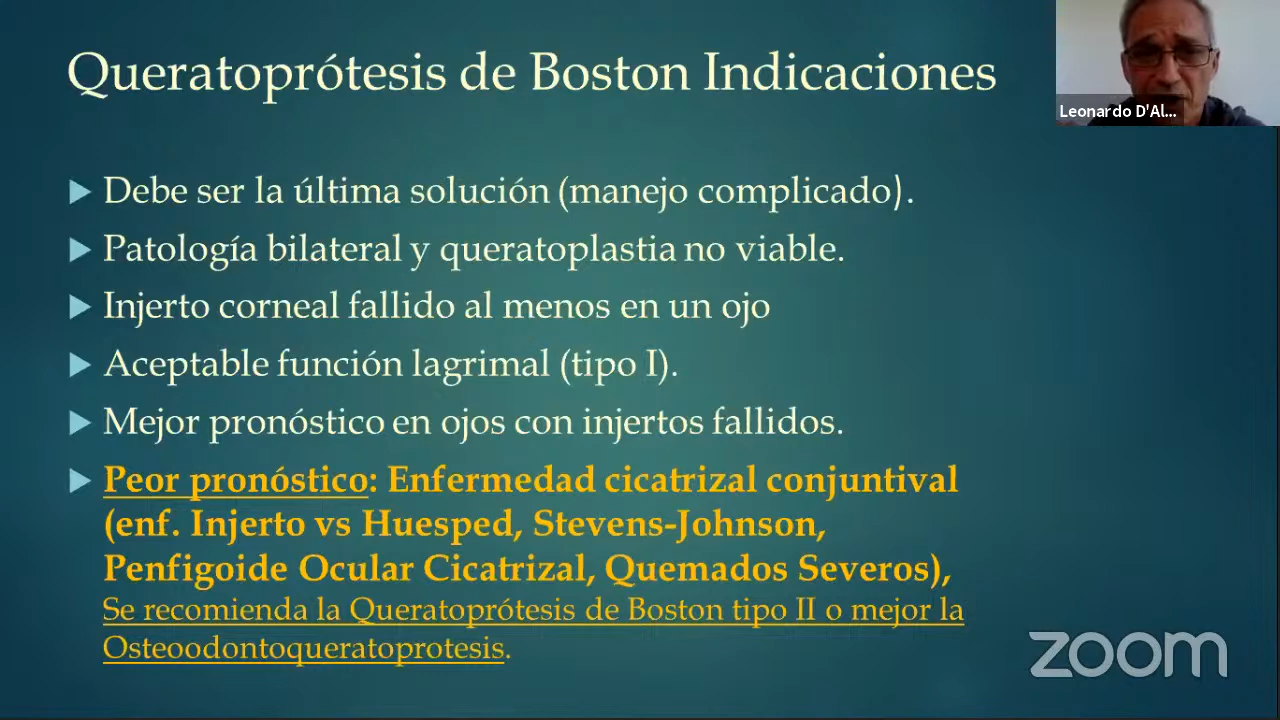 Queratoprótesis de Boston Indicaciones
Leonardo D'Al...
Debe ser la última solución (manejo complicado).
Patología bilateral y queratoplastia no viable.
Injerto corneal fallido al menos en un ojo
Aceptable función lagrimal (tipo I).
Mejor pronóstico en ojos con injertos fallidos.
Peor pronóstico: Enfermedad cicatrizal conjuntival
(enf. Injerto vs Huesped, Stevens-Johnson,
Penfigoide Ocular Cicatrizal, Quemados Severos),
Se recomienda la Queratoprótesis de Boston tipo II o mejor la
Osteoodontoqueratoprotesis.
zoom